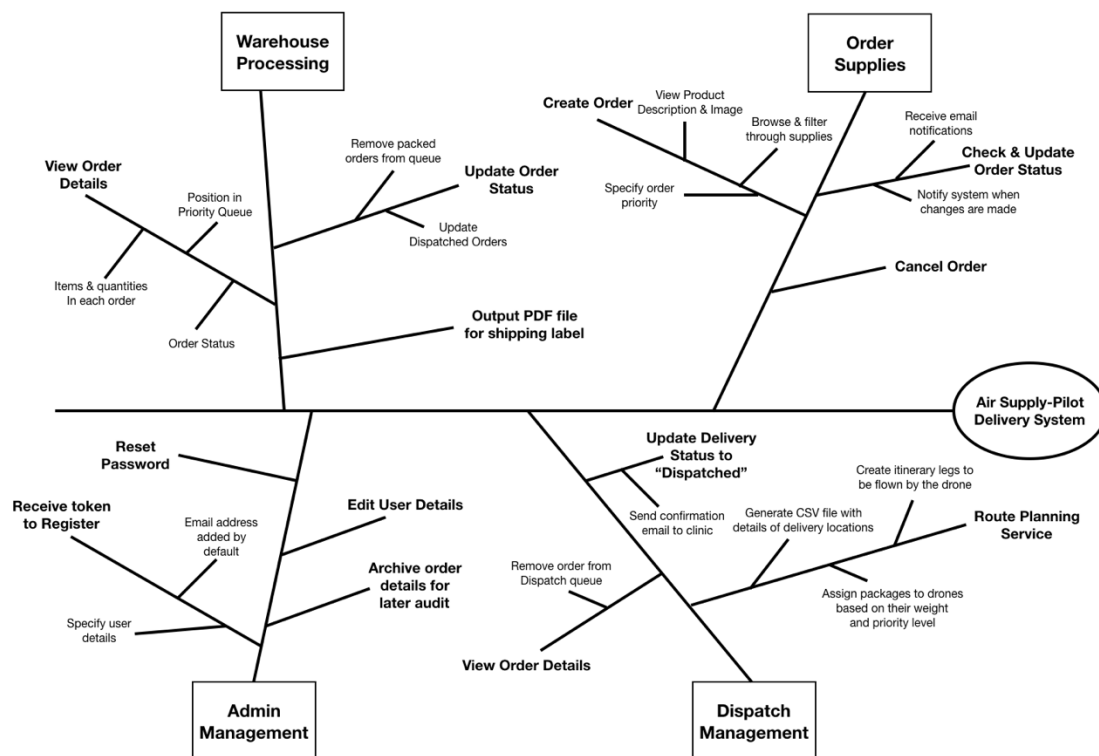 Warehouse
Processing
Order
Supplies
View Order
Details
Position in
Priority Queue
Items & quantities
In each order
Order Status
Remove packed
orders from queue
Update Order
Status
Update
Dispatched Orders
Output PDF file
for shipping label
Create Order
View Product
Description & Image
Browse & filter
through supplies
Specify order
priority
Receive email
notifications
Check & Update
Order Status
Notify system when
changes are made
Cancel Order
Air Supply-Pilot
Delivery System
Reset
Password
Receive token
to Register
Email address
added by
default
Specify user
details
Edit User Details
Archive order
details for
later audit
Admin
Management
Update Delivery
Status to
“Dispatched”
Send confirmation
email to clinic
Remove order from
Dispatch queue
View Order Details
Generate CSV file with
details of delivery locations
Create itinerary legs to
be flown by the drone
Route Planning
Service
Assign packages to drones
based on their weight
and priority level
Dispatch
Management